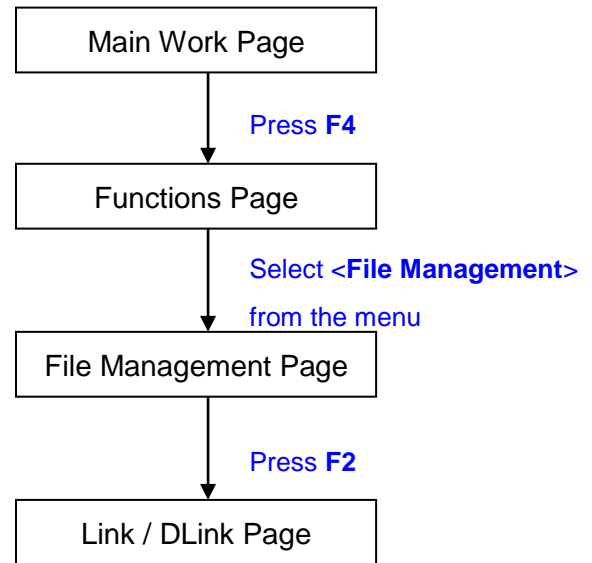 Main Work Page
Press F4
Functions Page
Select <File Management>
from the menu
File Management Page
Press F2
Link / DLink Page